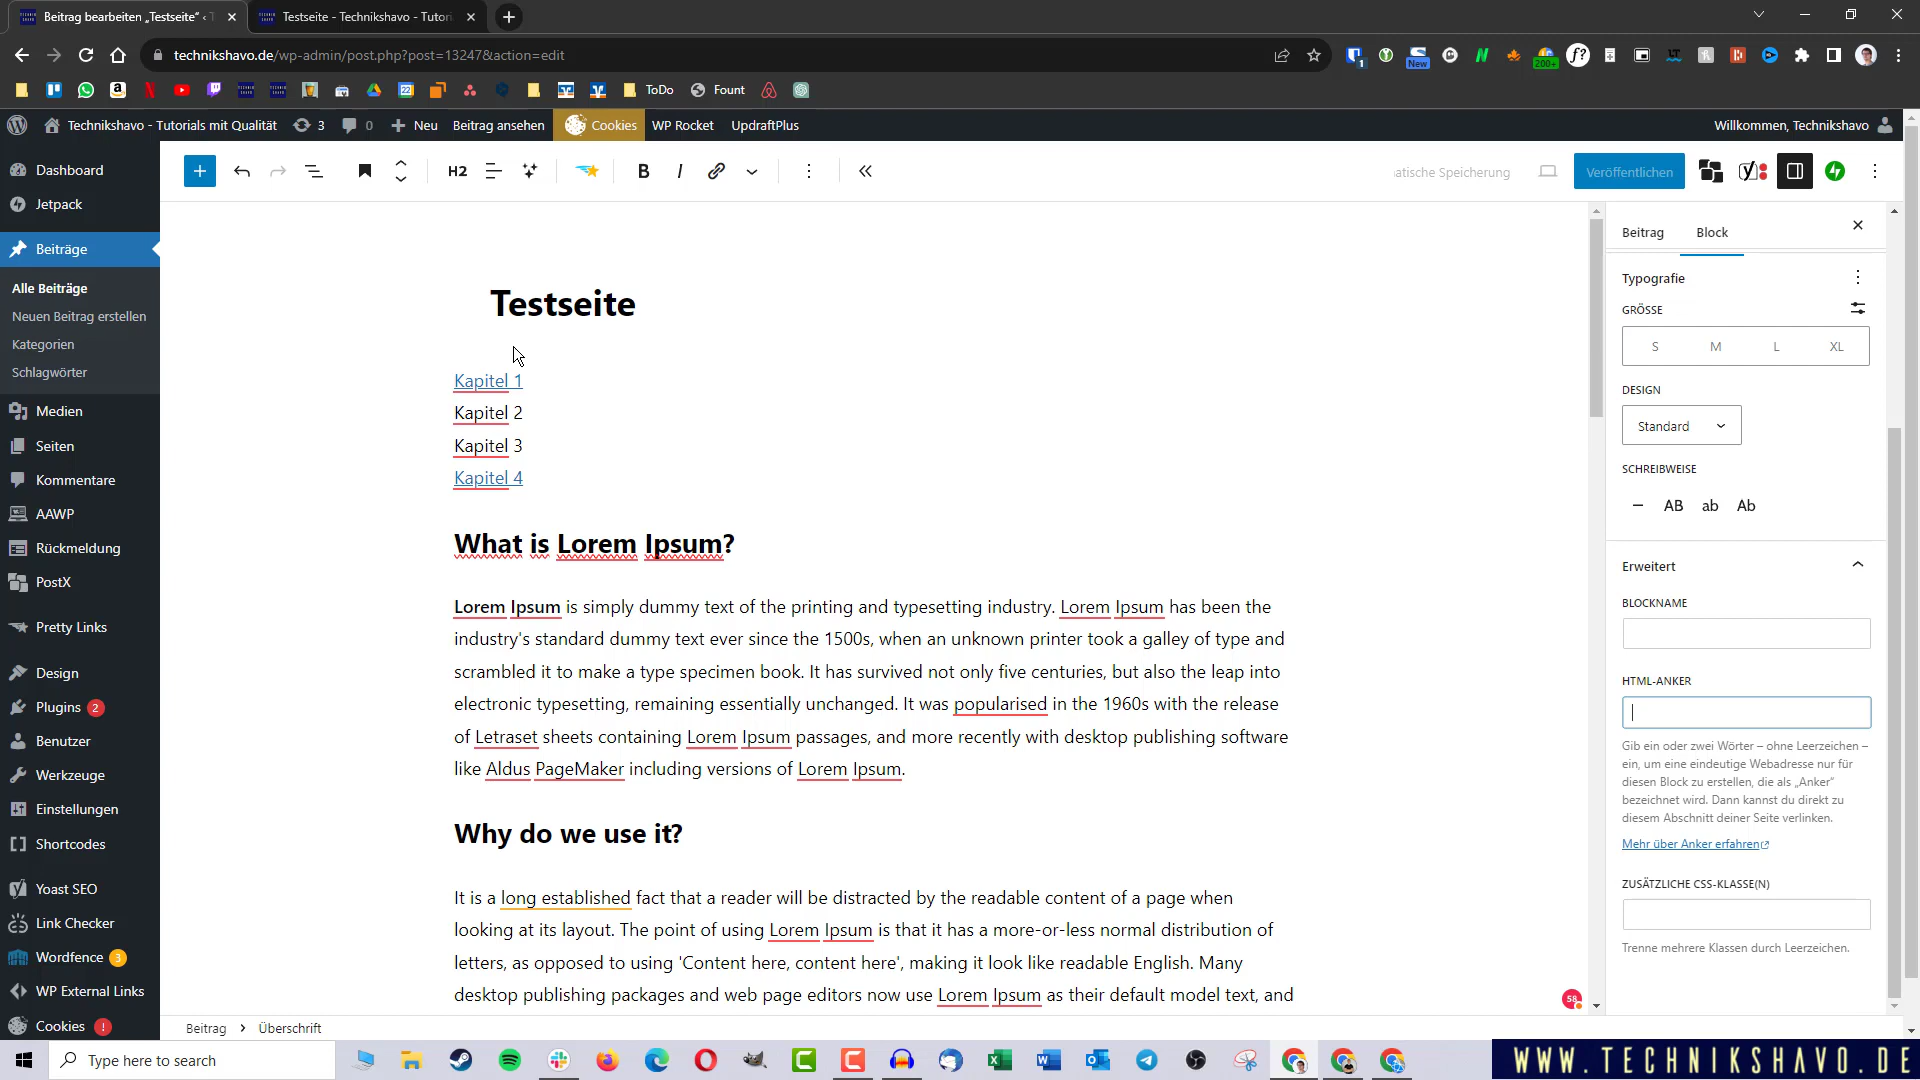 Beitrag bearbeiten „Testseite“ ‹ T
Testseite - Technikshavo - Tutori
technikshavo.de/wp-admin/post.php?post=13247&action=edit
1
New
200+
f?
22
ToDo
Fount
Technikshavo - Tutorials mit Qualität
3
0
Neu
Beitrag ansehen
Cookies
WP Rocket
UpdraftPlus
Willkommen, Technikshavo
Dashboard
Jetpack
Beiträge
Alle Beiträge
Neuen Beitrag erstellen
Kategorien
Schlagwörter
Medien
Seiten
Kommentare
AAWP
Rückmeldung
PostX
Pretty Links
Design
Plugins 2
Benutzer
Werkzeuge
Einstellungen
Shortcodes
Yoast SEO
Link Checker
Wordfence 3
WP External Links
Cookies !
H2
B
I
atische Speicherung
Veröffentlichen
Testseite
Kapitel 1
Kapitel 2
Kapitel 3
Kapitel 4
What is Lorem Ipsum?
Lorem Ipsum is simply dummy text of the printing and typesetting industry. Lorem Ipsum has been the
industry's standard dummy text ever since the 1500s, when an unknown printer took a galley of type and
scrambled it to make a type specimen book. It has survived not only five centuries, but also the leap into
electronic typesetting, remaining essentially unchanged. It was popularised in the 1960s with the release
of Letraset sheets containing Lorem Ipsum passages, and more recently with desktop publishing software
like Aldus PageMaker including versions of Lorem Ipsum.
Why do we use it?
It is a long established fact that a reader will be distracted by the readable content of a page when
looking at its layout. The point of using Lorem Ipsum is that it has a more-or-less normal distribution of
letters, as opposed to using 'Content here, content here', making it look like readable English. Many
desktop publishing packages and web page editors now use Lorem Ipsum as their default model text, and
58
Beitrag
Block
Typografie
GRÖSSE
S
M
L
XL
DESIGN
Standard
SCHREIBWEISE
– AB ab Ab
Erweitert
BLOCKNAME
HTML-ANKER
Gib ein oder zwei Wörter – ohne Leerzeichen –
ein, um eine eindeutige Webadresse nur für
diesen Block zu erstellen, die als „Anker“
bezeichnet wird. Dann kannst du direkt zu
diesem Abschnitt deiner Seite verlinken.
Mehr über Anker erfahren
ZUSÄTZLICHE CSS-KLASSE(N)
Trenne mehrere Klassen durch Leerzeichen.
Beitrag
Überschrift
Type here to search
WWW.TECHNIKSHAVO.DE